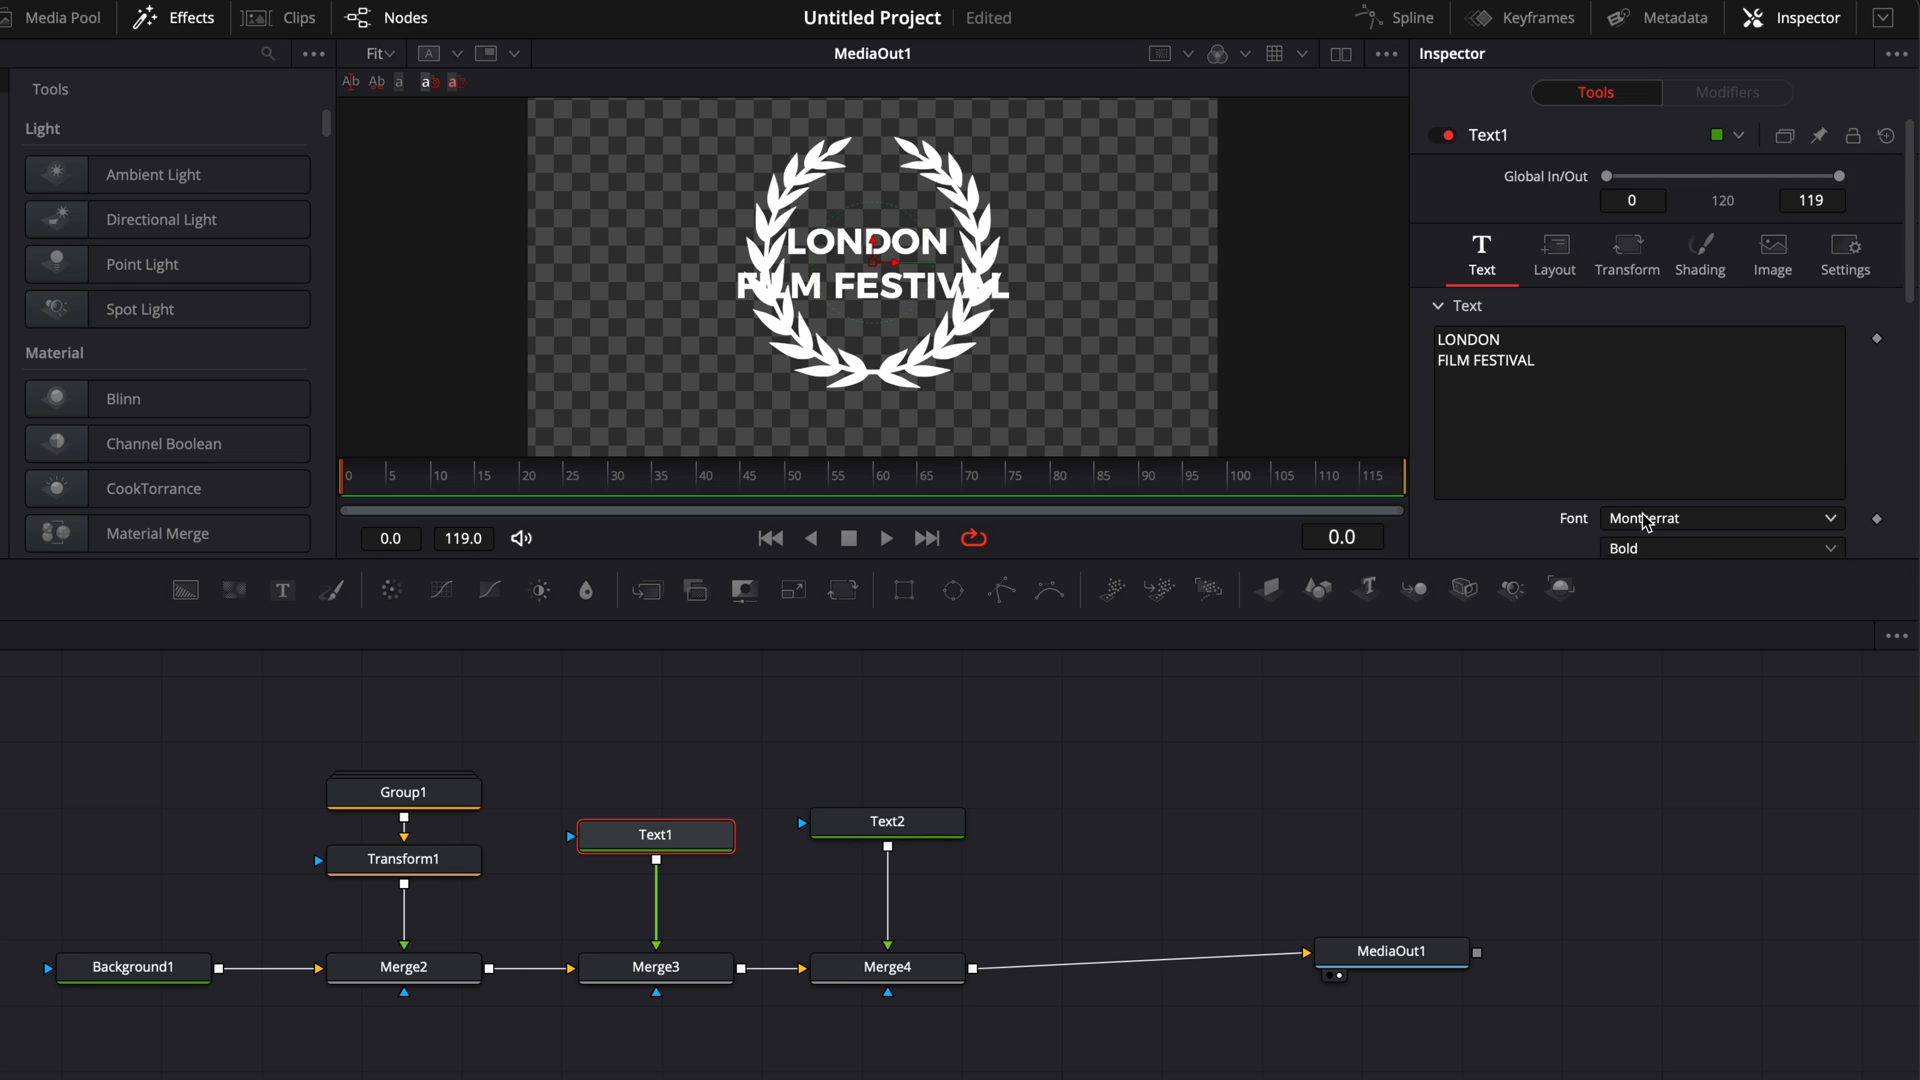 Media Pool
Effects
Clips
Nodes
Untitled Project
Edited
Spline
Keyframes
Metadata
Inspector
Fit
A
MediaOut1
Inspector
Ab Ab a a a
Tools
Light
Ambient Light
Directional Light
Point Light
Spot Light
Material
Blinn
Channel Boolean
CookTorrance
Material Merge
LONDON
FILM FESTIVAL
0 5 10 15 20 25 30 35 40 45 50 55 60 65 70 75 80 85 90 95 100 105 110 115
0.0
119.0
0.0
Tools
Modifiers
Text1
Global In/Out
0
120
119
Text
Layout
Transform
Shading
Image
Settings
Text
LONDON
FILM FESTIVAL
Font
Montserrat
Bold
T
T
Group1
Text1
Text2
Transform1
Background1
Merge2
Merge3
Merge4
MediaOut1